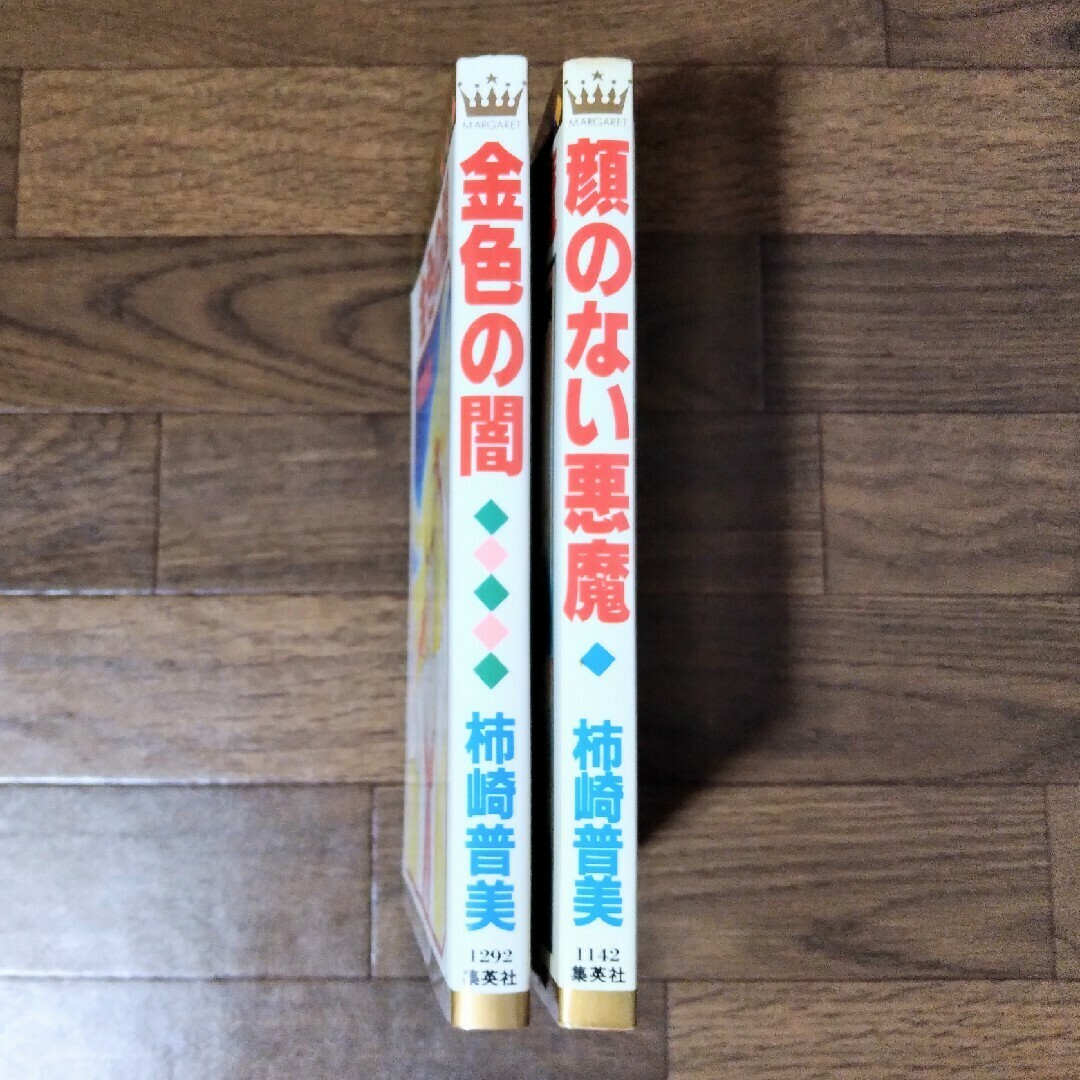 MARGARET
金色の闇
柿崎普美
1292
集英社
MARGARET
顔のない悪魔
柿崎普美
1142
集英社